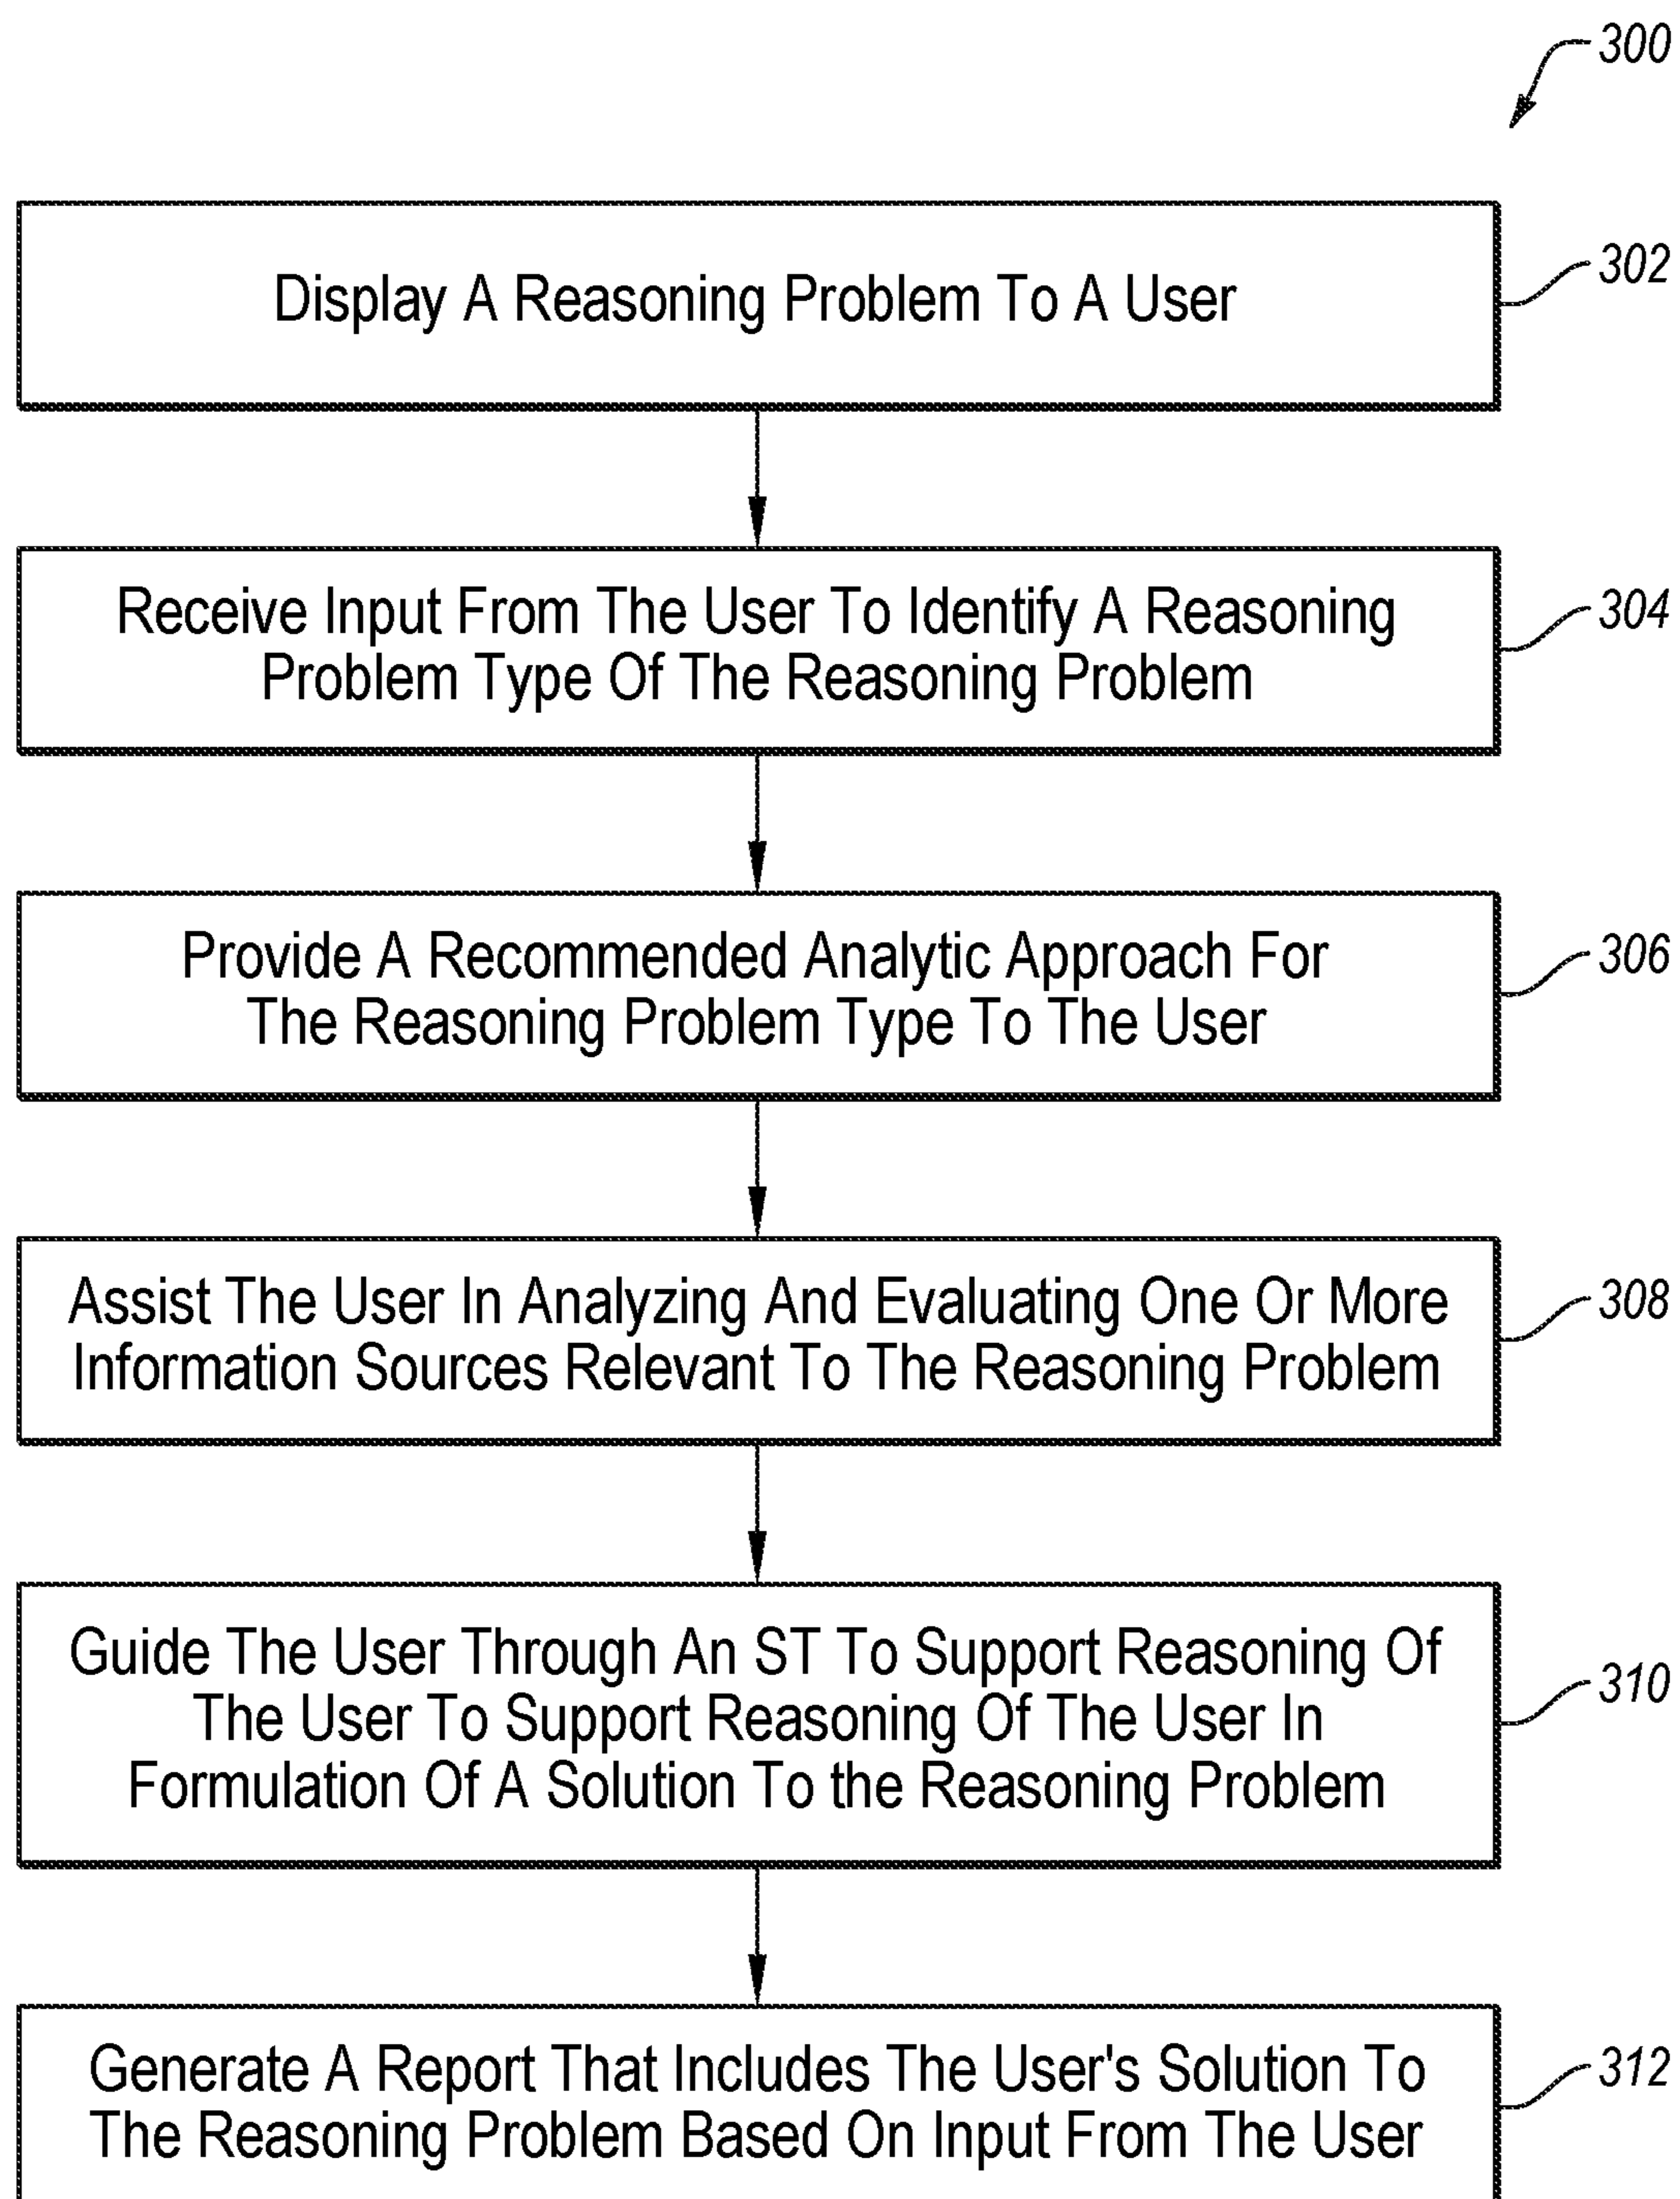 300
Display A Reasoning Problem To A User
302
Receive Input From The User To Identify A Reasoning
Problem Type Of The Reasoning Problem
304
Provide A Recommended Analytic Approach For
The Reasoning Problem Type To The User
306
Assist The User In Analyzing And Evaluating One Or More
Information Sources Relevant To The Reasoning Problem
308
Guide The User Through An ST To Support Reasoning Of
The User To Support Reasoning Of The User In
Formulation Of A Solution To the Reasoning Problem
310
Generate A Report That Includes The User's Solution To
The Reasoning Problem Based On Input From The User
312